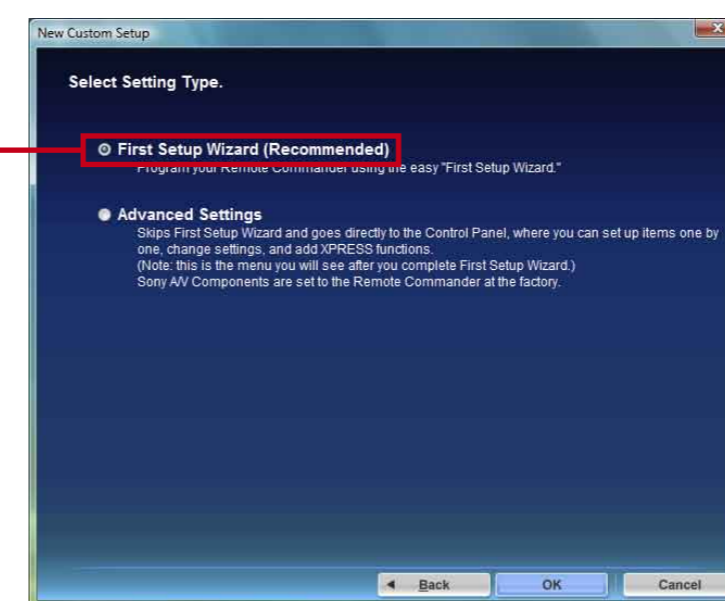 New Custom Setup
X
Select Setting Type.
First Setup Wizard (Recommended)
Program your Remote Commander using the easy "First Setup Wizard."
Advanced Settings
Skips First Setup Wizard and goes directly to the Control Panel, where you can set up items one by
one, change settings, and add XPRESS functions.
(Note: this is the menu you will see after you complete First Setup Wizard.)
Sony A/V Components are set to the Remote Commander at the factory.
Back OK Cancel